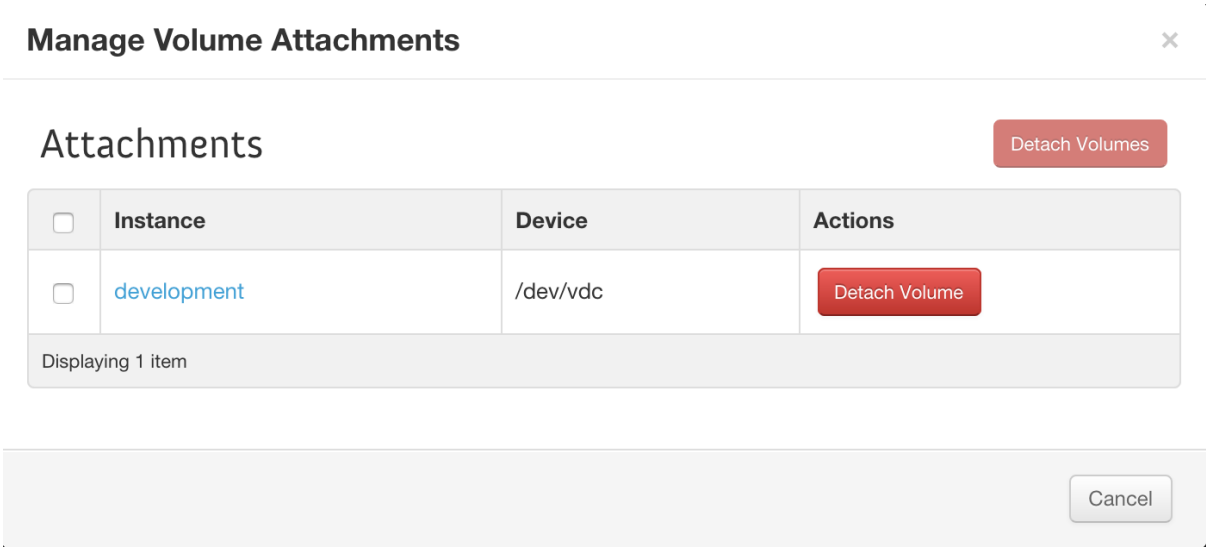 Manage Volume Attachments ×
Attachments
Detach Volumes
Instance Device Actions
development /dev/vdc Detach Volume
Displaying 1 item
Cancel